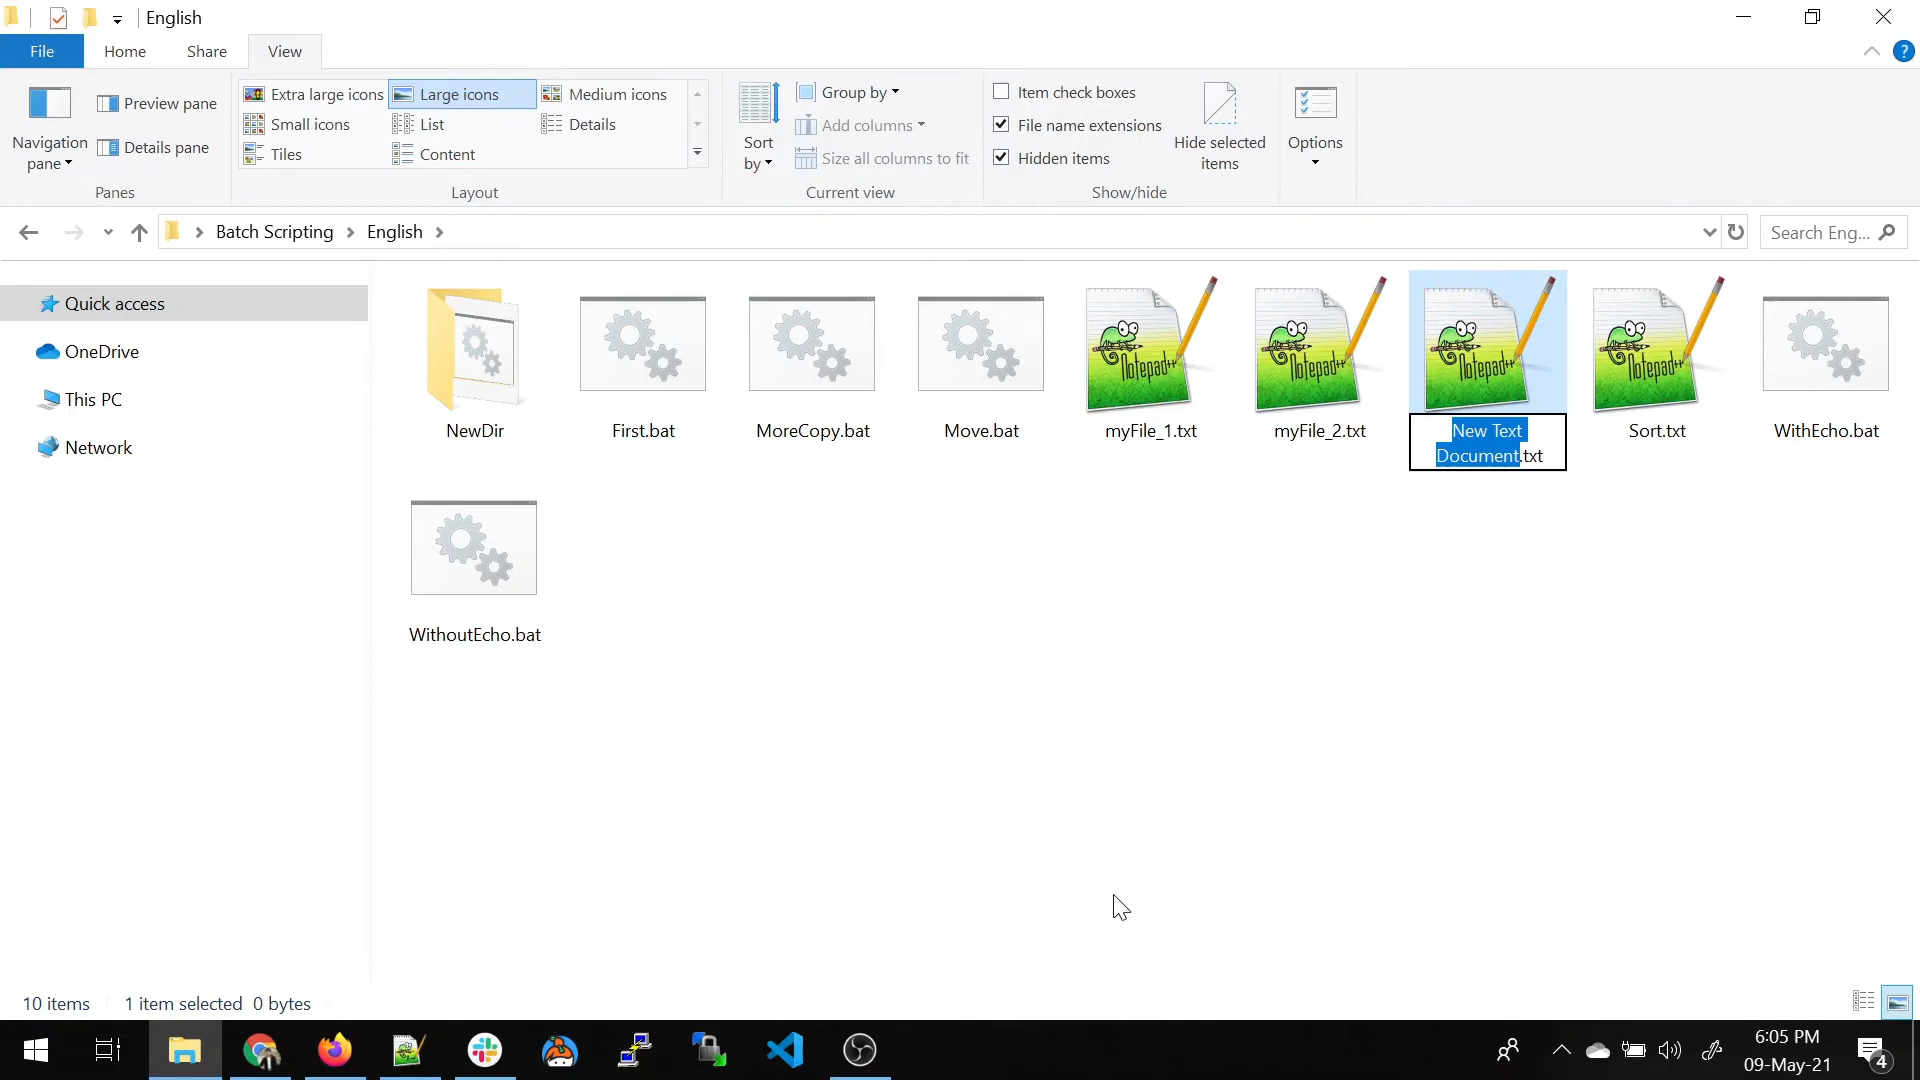 English
File
Home
Share
View
?
Navigation
pane
Preview pane
Details pane
Panes
Extra large icons
Large icons
Medium icons
Small icons
List
Details
Tiles
Content
Layout
Sort
by
Group by
Add columns
Size all columns to fit
Current view
Item check boxes
File name extensions
Hidden items
Hide selected
items
Show/hide
Options
Batch Scripting
English
Search Eng...
Quick access
OneDrive
This PC
Network
Notepad++
Notepad++
Notepad++
Notepad++
NewDir
First.bat
MoreCopy.bat
Move.bat
myFile_1.txt
myFile_2.txt
New Text
Document.txt
Sort.txt
WithEcho.bat
WithoutEcho.bat
10 items
1 item selected 0 bytes
6:05 PM
09-May-21
4